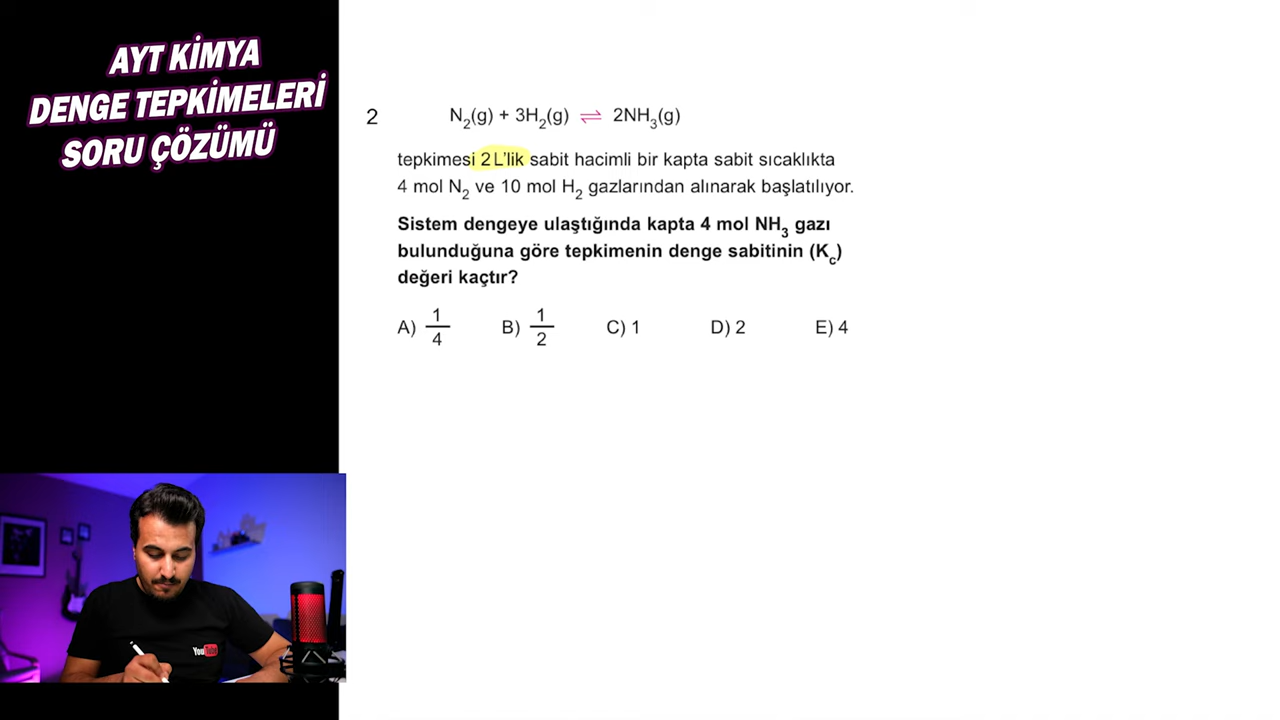 AYT KİMYA
DENGE TEPKİMELERİ
SORU ÇÖZÜMÜ
2 N₂(g) + 3H₂(g) ⇌ 2NH₃(g)
tepkimesi 2 L'lik sabit hacimli bir kapta sabit sıcaklıkta
4 mol N₂ ve 10 mol H₂ gazlarından alınarak başlatılıyor.
Sistem dengeye ulaştığında kapta 4 mol NH₃ gazı
bulunduğuna göre tepkimenin denge sabitinin (K_c)
değeri kaçtır?
A) 1/4 B) 1/2 C) 1 D) 2 E) 4
YouTube